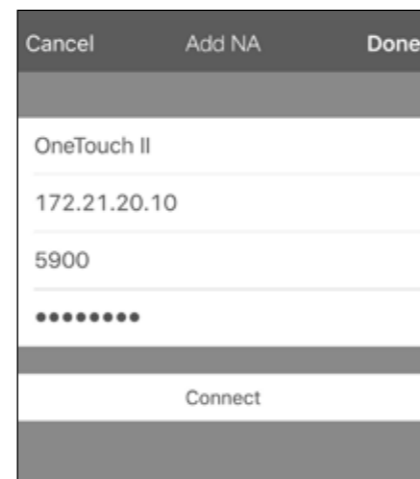 Cancel Add NA Done
OneTouch II
172.21.20.10
5900
••••••••
Connect